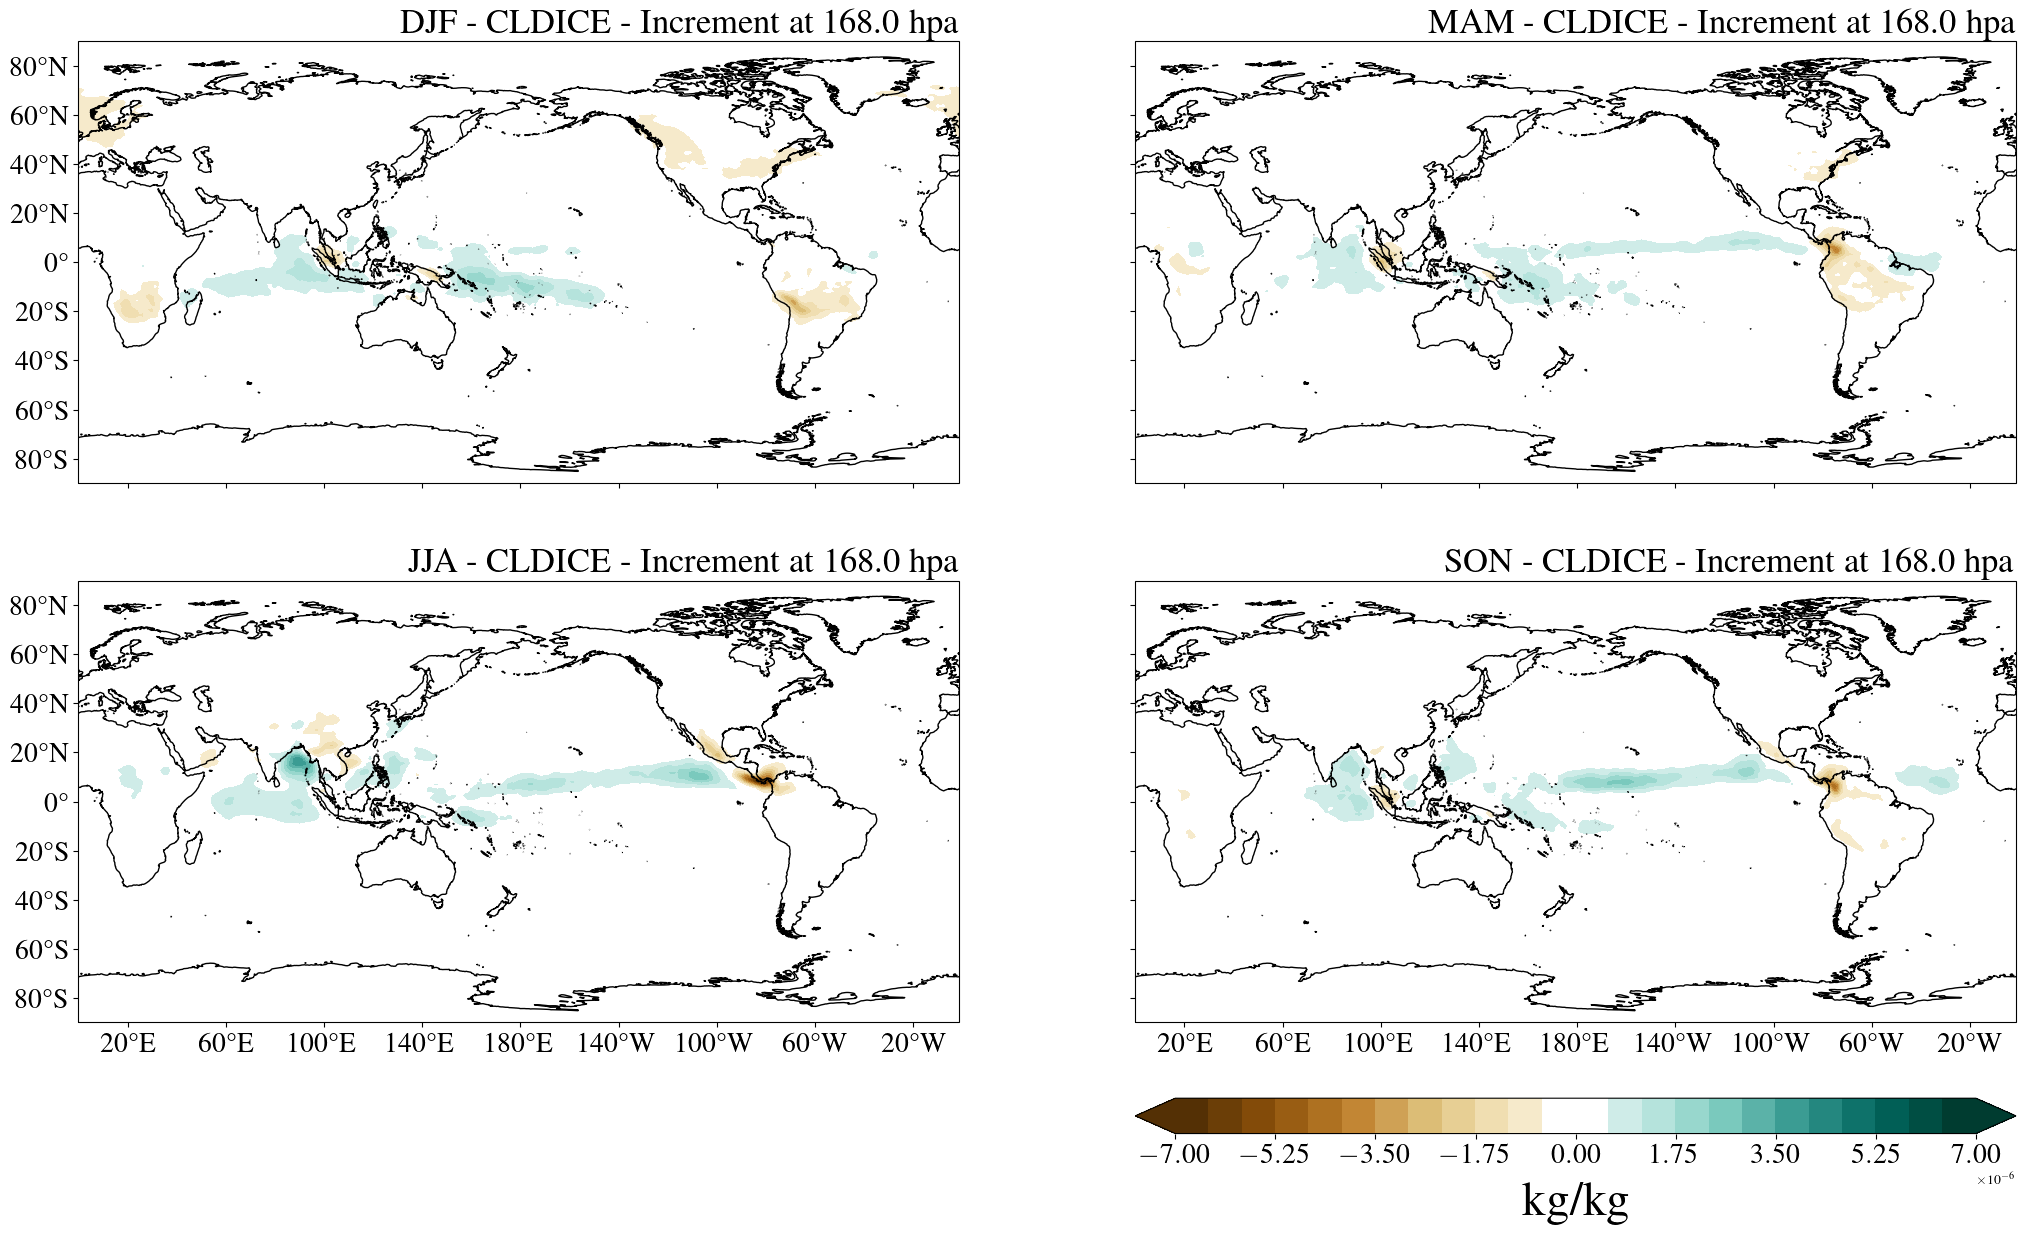 DJF - CLDICE - Increment at 168.0 hpa
MAM - CLDICE - Increment at 168.0 hpa
80°N
60°N
40°N
20°N
0°
20°S
40°S
60°S
80°S
JJA - CLDICE - Increment at 168.0 hpa
SON - CLDICE - Increment at 168.0 hpa
80°N
60°N
40°N
20°N
0°
20°S
40°S
60°S
80°S
20°E 60°E 100°E 140°E 180°E 140°W 100°W 60°W 20°W
20°E 60°E 100°E 140°E 180°E 140°W 100°W 60°W 20°W
−7.00 −5.25 −3.50 −1.75 0.00 1.75 3.50 5.25 7.00
×10⁻⁶
kg/kg